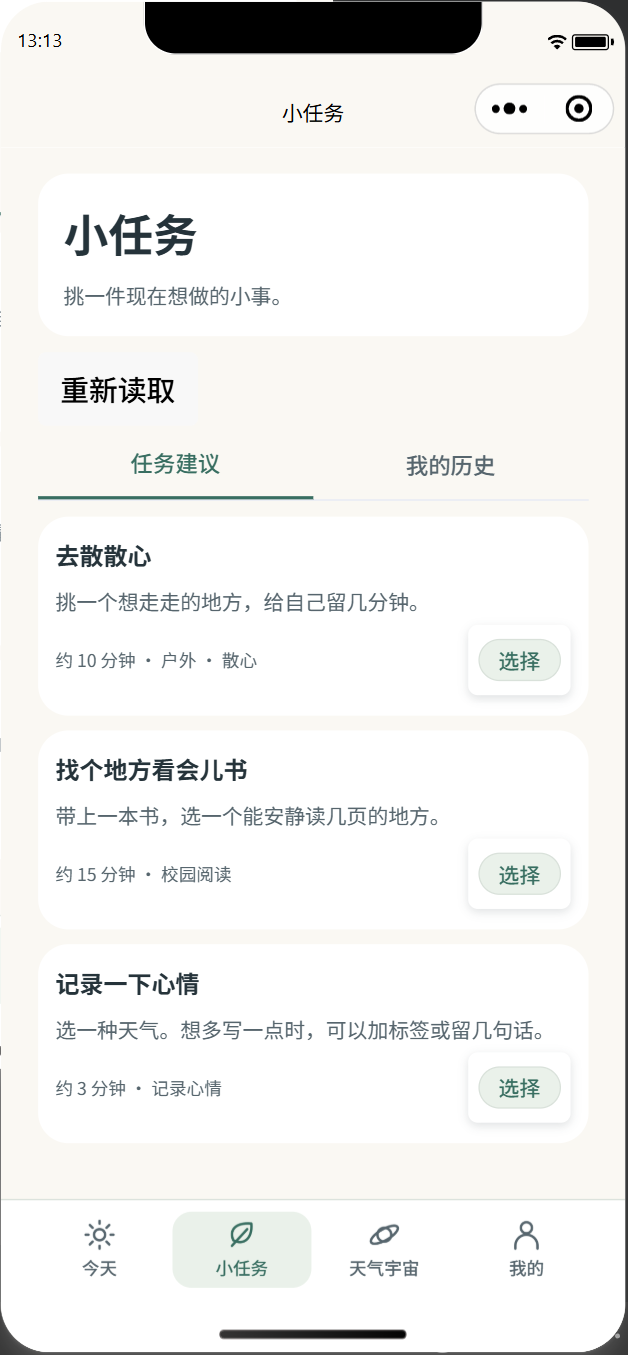 13:13
小任务
小任务
挑一件现在想做的小事。
重新读取
任务建议 我的历史
去散散心
挑一个想走走的地方，给自己留几分钟。
约 10 分钟 · 户外 · 散心 选择
找个地方看会儿书
带上一本书，选一个能安静读几页的地方。
约 15 分钟 · 校园阅读 选择
记录一下心情
选一种天气。想多写一点时，可以加标签或留几句话。
约 3 分钟 · 记录心情 选择
今天 小任务 天气宇宙 我的